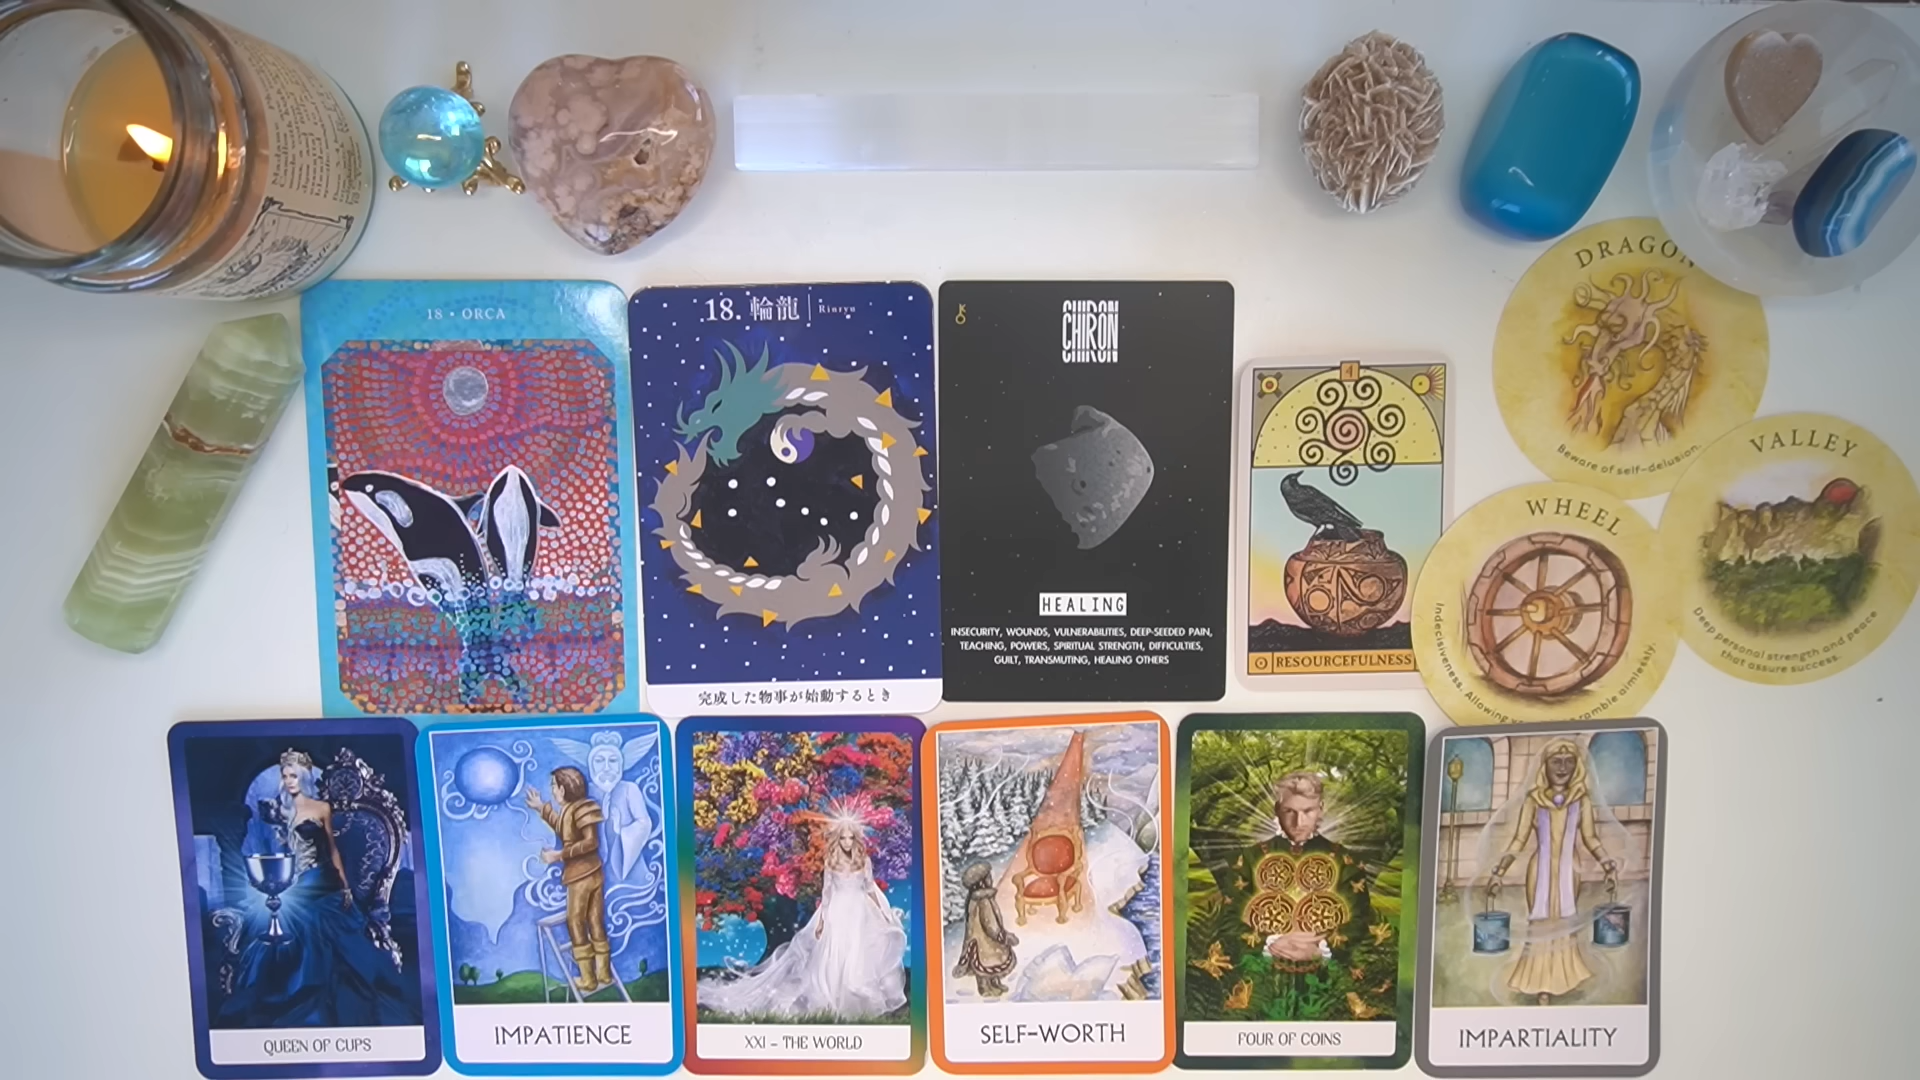 18 • ORCA
18. 輪龍 Rinryu
完成した物事が始動するとき
CHIRON
HEALING
INSECURITY, WOUNDS, VULNERABILITIES, DEEP-SEEDED PAIN,
TEACHING, POWERS, SPIRITUAL STRENGTH, DIFFICULTIES,
GUILT, TRANSMUTING, HEALING OTHERS
4
RESOURCEFULNESS
DRAGON
Beware of self-delusion.
VALLEY
Deep personal strength and peace
that assure success.
WHEEL
Indecisiveness. Allowing
ramble aimlessly.
QUEEN OF CUPS
IMPATIENCE
XXI - THE WORLD
SELF-WORTH
FOUR OF COINS
IMPARTIALITY